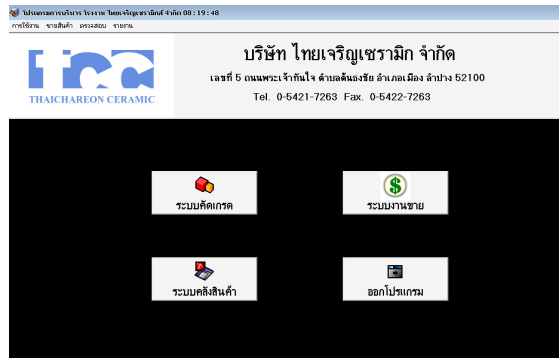 โปรแกรมการบริหาร โรงงาน ไทยเจริญเซรามิกส์ จำกัด 08:19:48
การใช้งาน ขายสินค้า ตรวจสอบ รายงาน
tcc
THAICHAREON CERAMIC
บริษัท ไทยเจริญเซรามิก จำกัด
เลขที่ 5 ถนนพระเจ้าทันใจ ตำบลต้นธงชัย อำเภอเมือง ลำปาง 52100
Tel. 0-5421-7263 Fax. 0-5422-7263
ระบบคัดเกรด
ระบบงานขาย
ระบบคลังสินค้า
ออกโปรแกรม